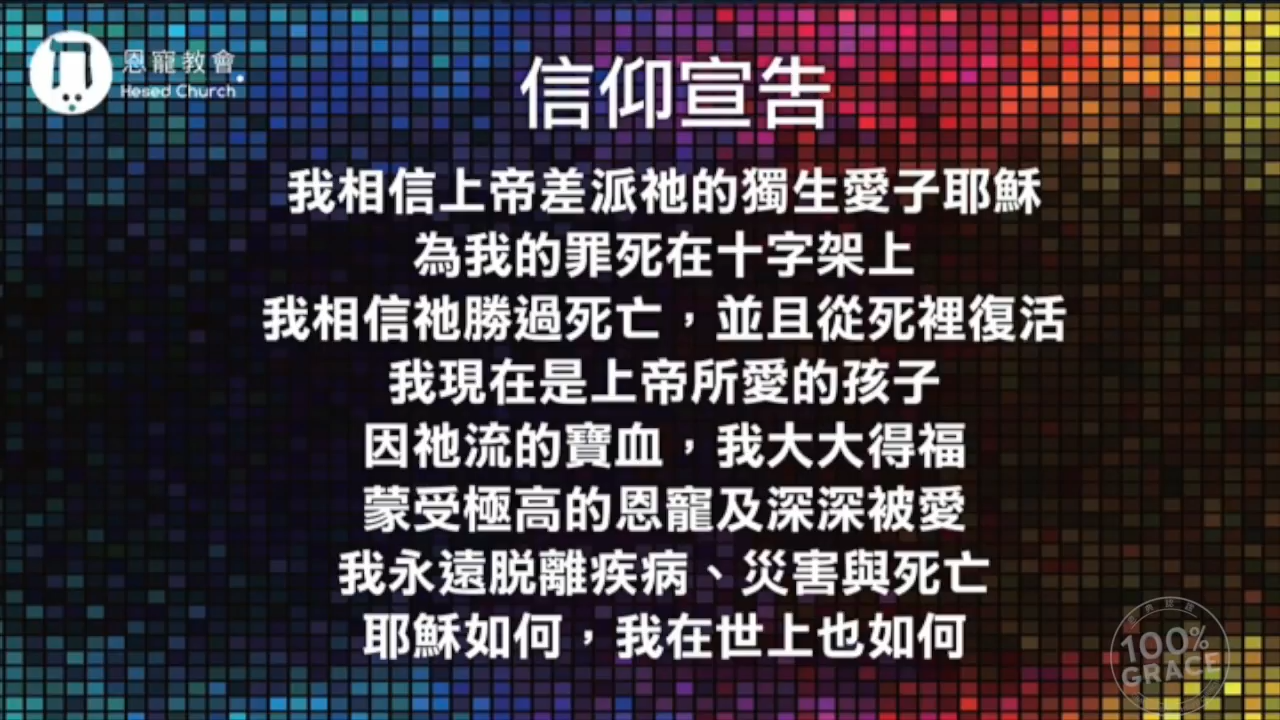 恩寵教會
Hesed Church
信仰宣告
我相信上帝差派祂的獨生愛子耶穌
為我的罪死在十字架上
我相信祂勝過死亡，並且從死裡復活
我現在是上帝所愛的孩子
因祂流的寶血，我大大得福
蒙受極高的恩寵及深深被愛
我永遠脫離疾病、災害與死亡
耶穌如何，我在世上也如何
100%
GRACE